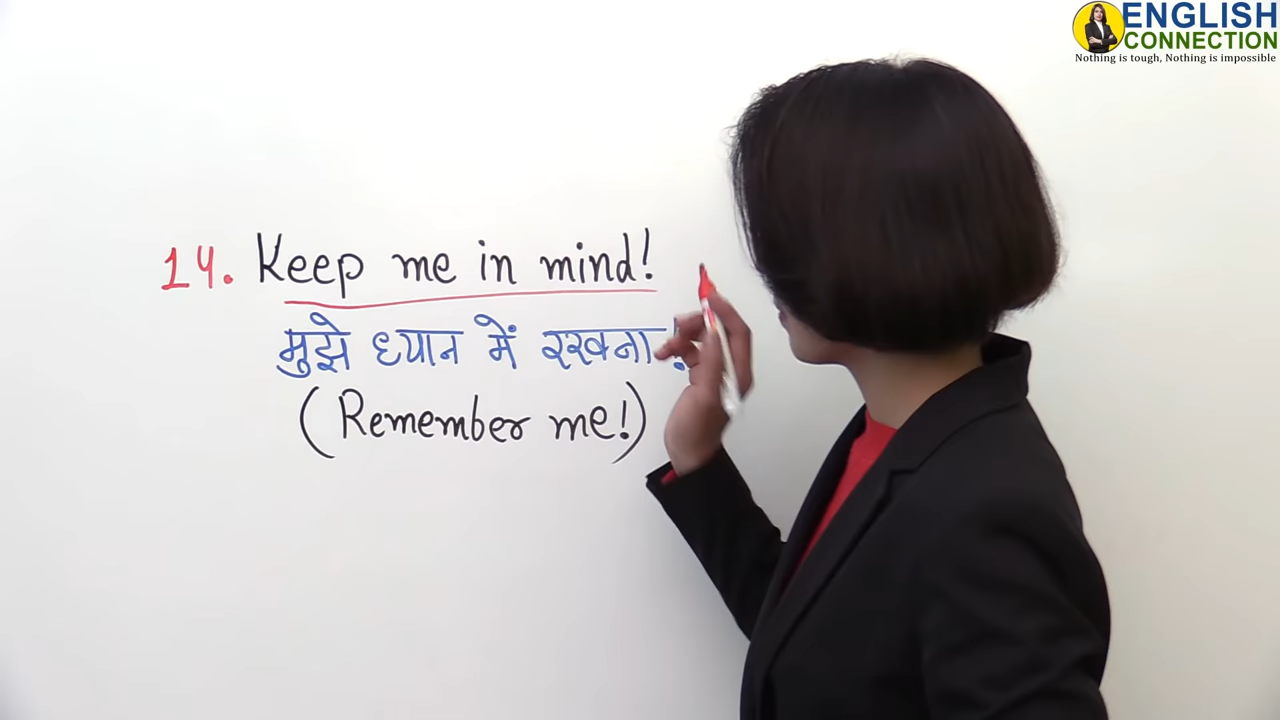 ENGLISH
CONNECTION
Nothing is tough, Nothing is impossible
14. Keep me in mind!
मुझे ध्यान में रखना!
(Remember me!)